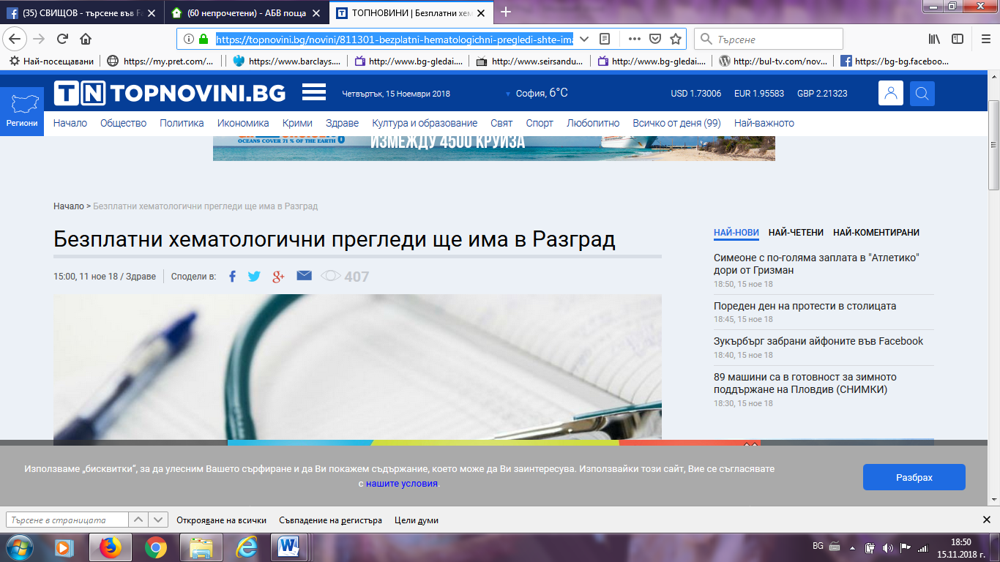 (35) СВИЩОВ - търсене във Fa
(60 непрочетени) - АБВ поща
ТОПНОВИНИ | Безплатни хем
https://topnovini.bg/novini/811301-bezplatni-hematologichni-pregledi-shte-ima
Търсене
Най-посещавани
https://my.pret.com/...
https://www.barclays....
http://www.bg-gledai....
http://www.seirsandu...
http://www.bg-gledai....
http://bul-tv.com/nov...
https://bg-bg.faceboo...
Региони
TN TOPNOVINI.BG
Четвъртък, 15 Ноември 2018
София, 6°C
USD 1.73006 EUR 1.95583 GBP 2.21323
Начало Общество Политика Икономика Крими Здраве Култура и образование Свят Спорт Любопитно Всичко от деня (99) Най-важното
OCEANS COVER 71 % OF THE EARTH
ИЗМЕЖДУ 4500 КРУИЗА
Начало > Безплатни хематологични прегледи ще има в Разград
Безплатни хематологични прегледи ще има в Разград
15:00, 11 ное 18 / Здраве
Сподели в:
407
НАЙ-НОВИ НАЙ-ЧЕТЕНИ НАЙ-КОМЕНТИРАНИ
Симеоне с по-голяма заплата в "Атлетико"
дори от Гризман
18:50, 15 ное 18
Пореден ден на протести в столицата
18:45, 15 ное 18
Зукърбърг забрани айфоните във Facebook
18:40, 15 ное 18
89 машини са в готовност за зимното
поддържане на Пловдив (СНИМКИ)
18:30, 15 ное 18
Използваме „бисквитки", за да улесним Вашето сърфиране и да Ви покажем съдържание, което може да Ви заинтересува. Използвайки този сайт, Вие се съгласявате
с нашите условия
Разбрах
Търсене в страницата
Открояване на всички
Съвпадение на регистъра
Цели думи
BG
18:50
15.11.2018 г.